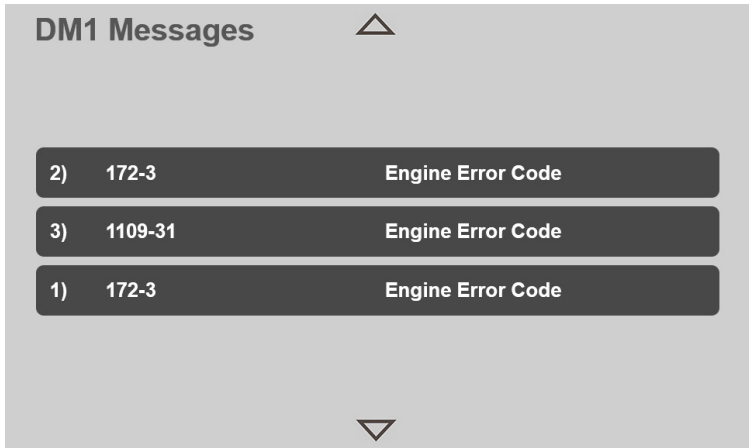 DM1 Messages
2) 172-3 Engine Error Code
3) 1109-31 Engine Error Code
1) 172-3 Engine Error Code